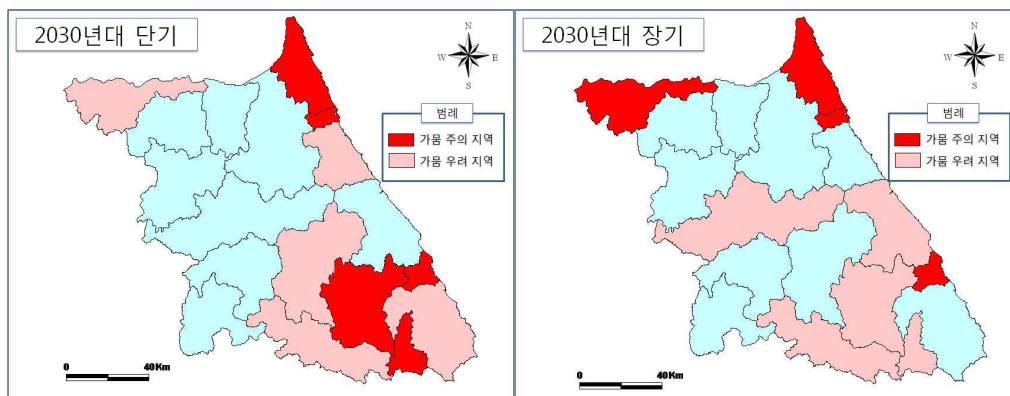 2030년대 단기
N
W E
S
범례
가뭄 주의 지역
가뭄 우려 지역
0 40Km
2030년대 장기
N
W E
S
범례
가뭄 주의 지역
가뭄 우려 지역
0 40Km